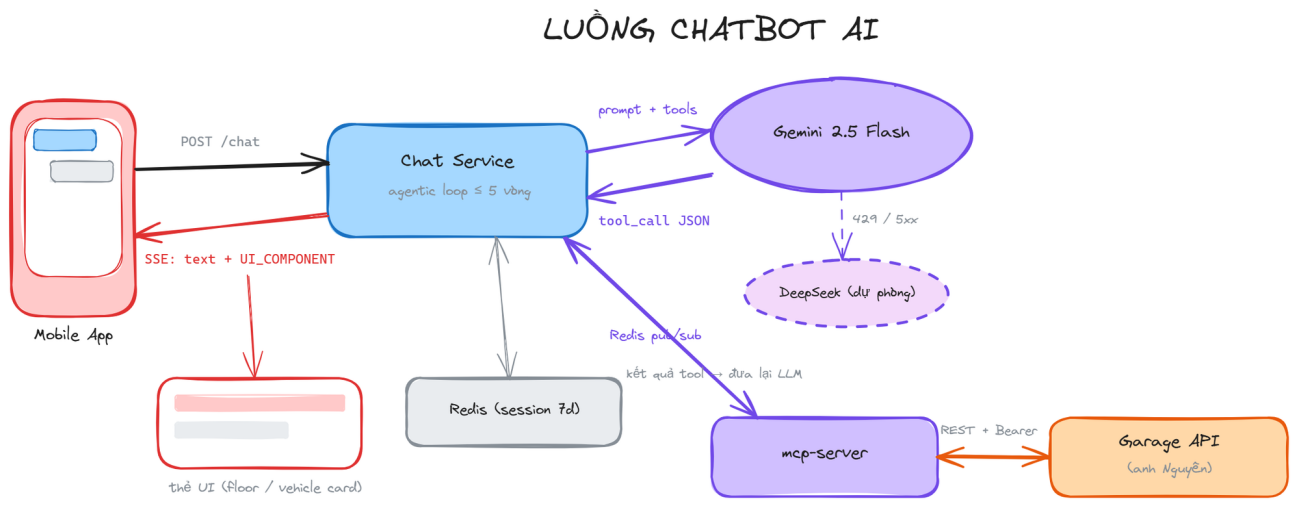 LUỒNG CHATBOT AI
prompt + tools
Gemini 2.5 Flash
POST /chat
Chat Service
agentic loop ≤ 5 vòng
tool_call JSON
429 / 5xx
SSE: text + UI_COMPONENT
DeepSeek (dự phòng)
Mobile App
Redis pub/sub
kết quả tool → đưa lại LLM
Redis (session 7d)
REST + Bearer
Garage API
mcp-server
(anh Nguyên)
thẻ UI (floor / vehicle card)